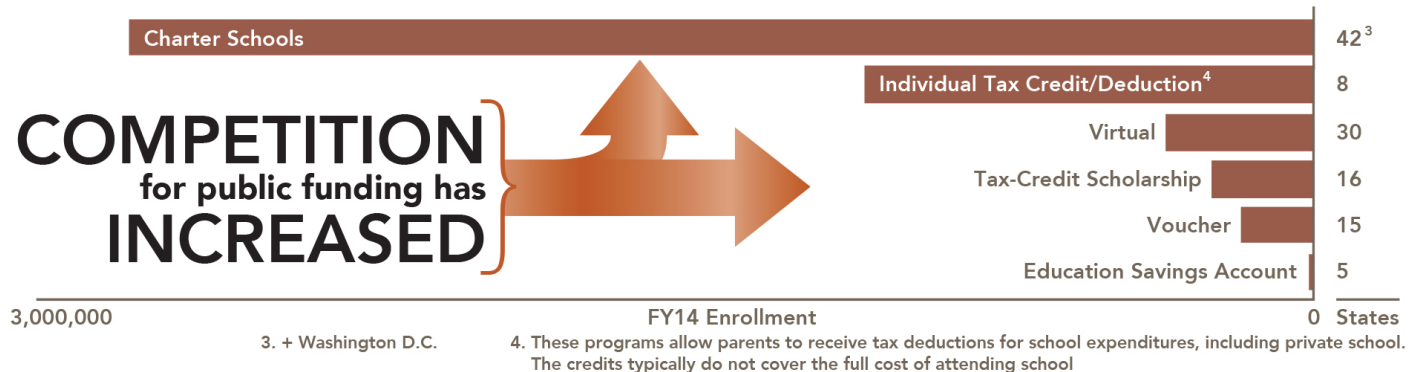 Charter Schools 42³
Individual Tax Credit/Deduction⁴ 8
COMPETITION
for public funding has
INCREASED
Virtual 30
Tax-Credit Scholarship 16
Voucher 15
Education Savings Account 5
3,000,000 FY14 Enrollment 0 States
3. + Washington D.C.
4. These programs allow parents to receive tax deductions for school expenditures, including private school.
The credits typically do not cover the full cost of attending school